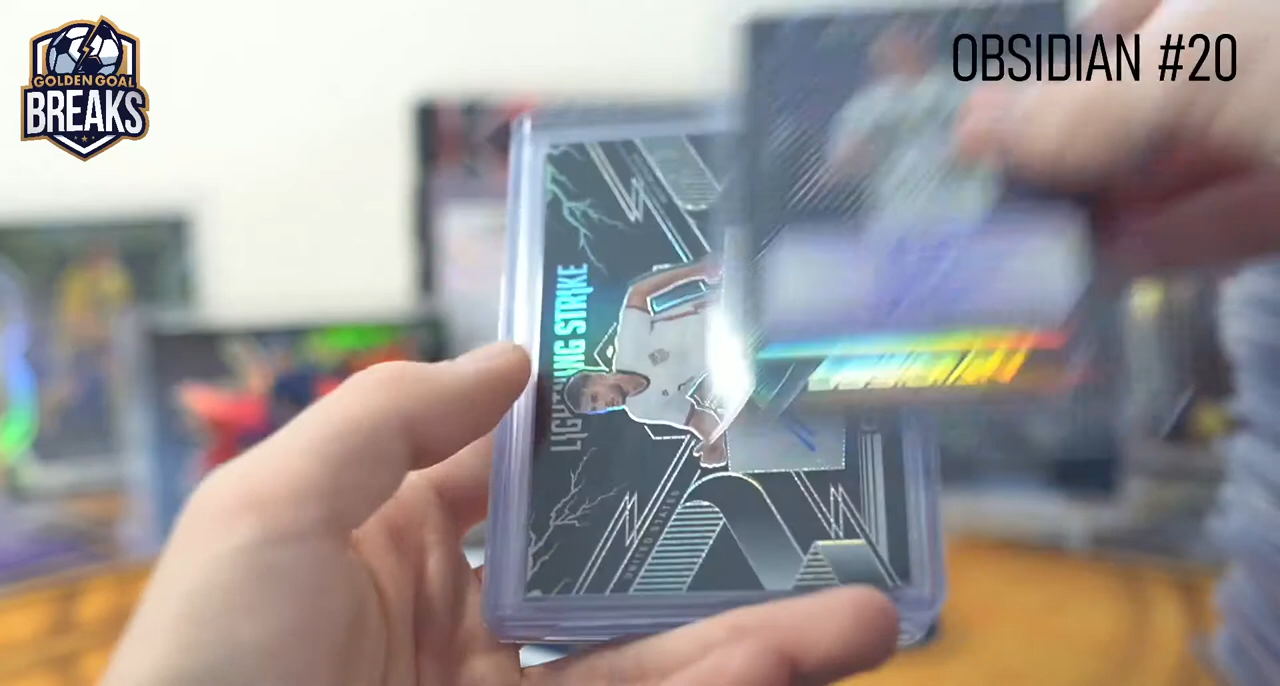 GOLDEN GOAL
BREAKS
OBSIDIAN #20
LIGHTNING STRIKE
UNITED STATES